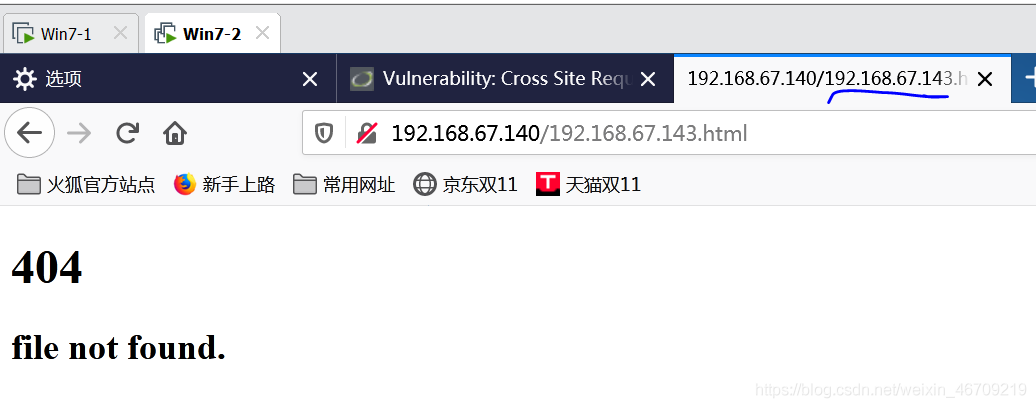 Win7-1
Win7-2
选项
Vulnerability: Cross Site Requ
192.168.67.140/192.168.67.143.h
192.168.67.140/192.168.67.143.html
火狐官方站点
新手上路
常用网址
京东双11
天猫双11
404
file not found.
https://blog.csdn.net/weixin_46709219